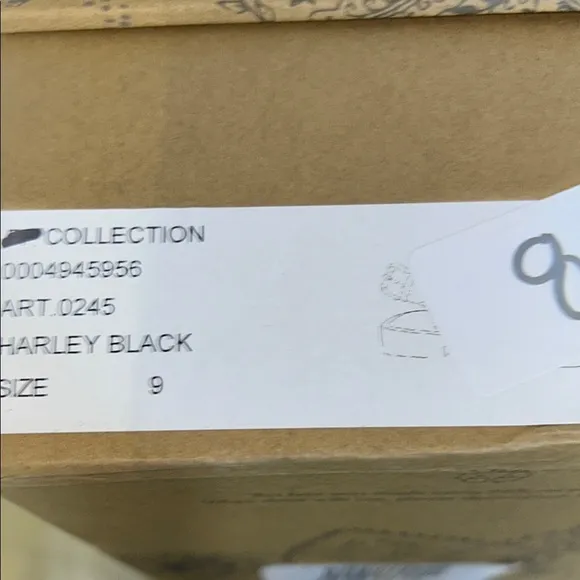 COLLECTION
0004945956
ART.0245
HARLEY BLACK
SIZE 9